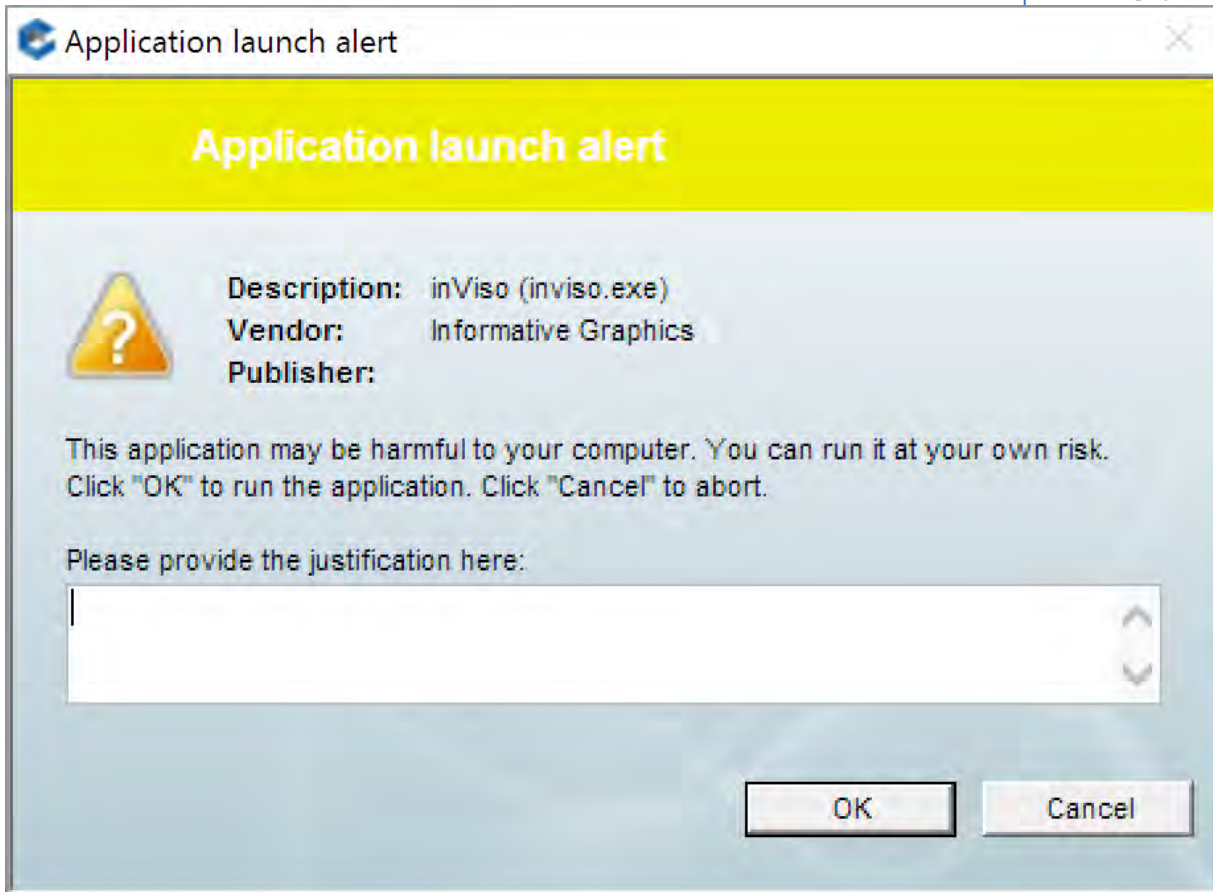 Application launch alert
Application launch alert
Description: inViso (inviso.exe)
Vendor: Informative Graphics
Publisher:
This application may be harmful to your computer. You can run it at your own risk.
Click "OK" to run the application. Click "Cancel" to abort.
Please provide the justification here:
OK Cancel